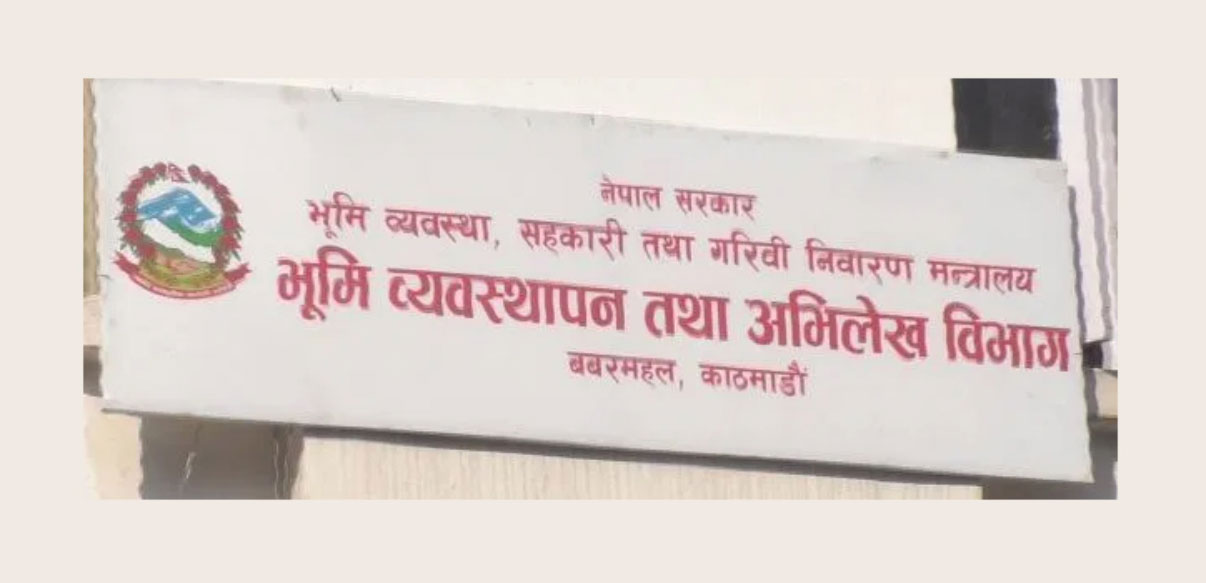 नेपाल सरकार
भूमि व्यवस्था, सहकारी तथा गरिवी निवारण मन्त्रालय
भूमि व्यवस्थापन तथा अभिलेख विभाग
बबरमहल, काठमाडौं